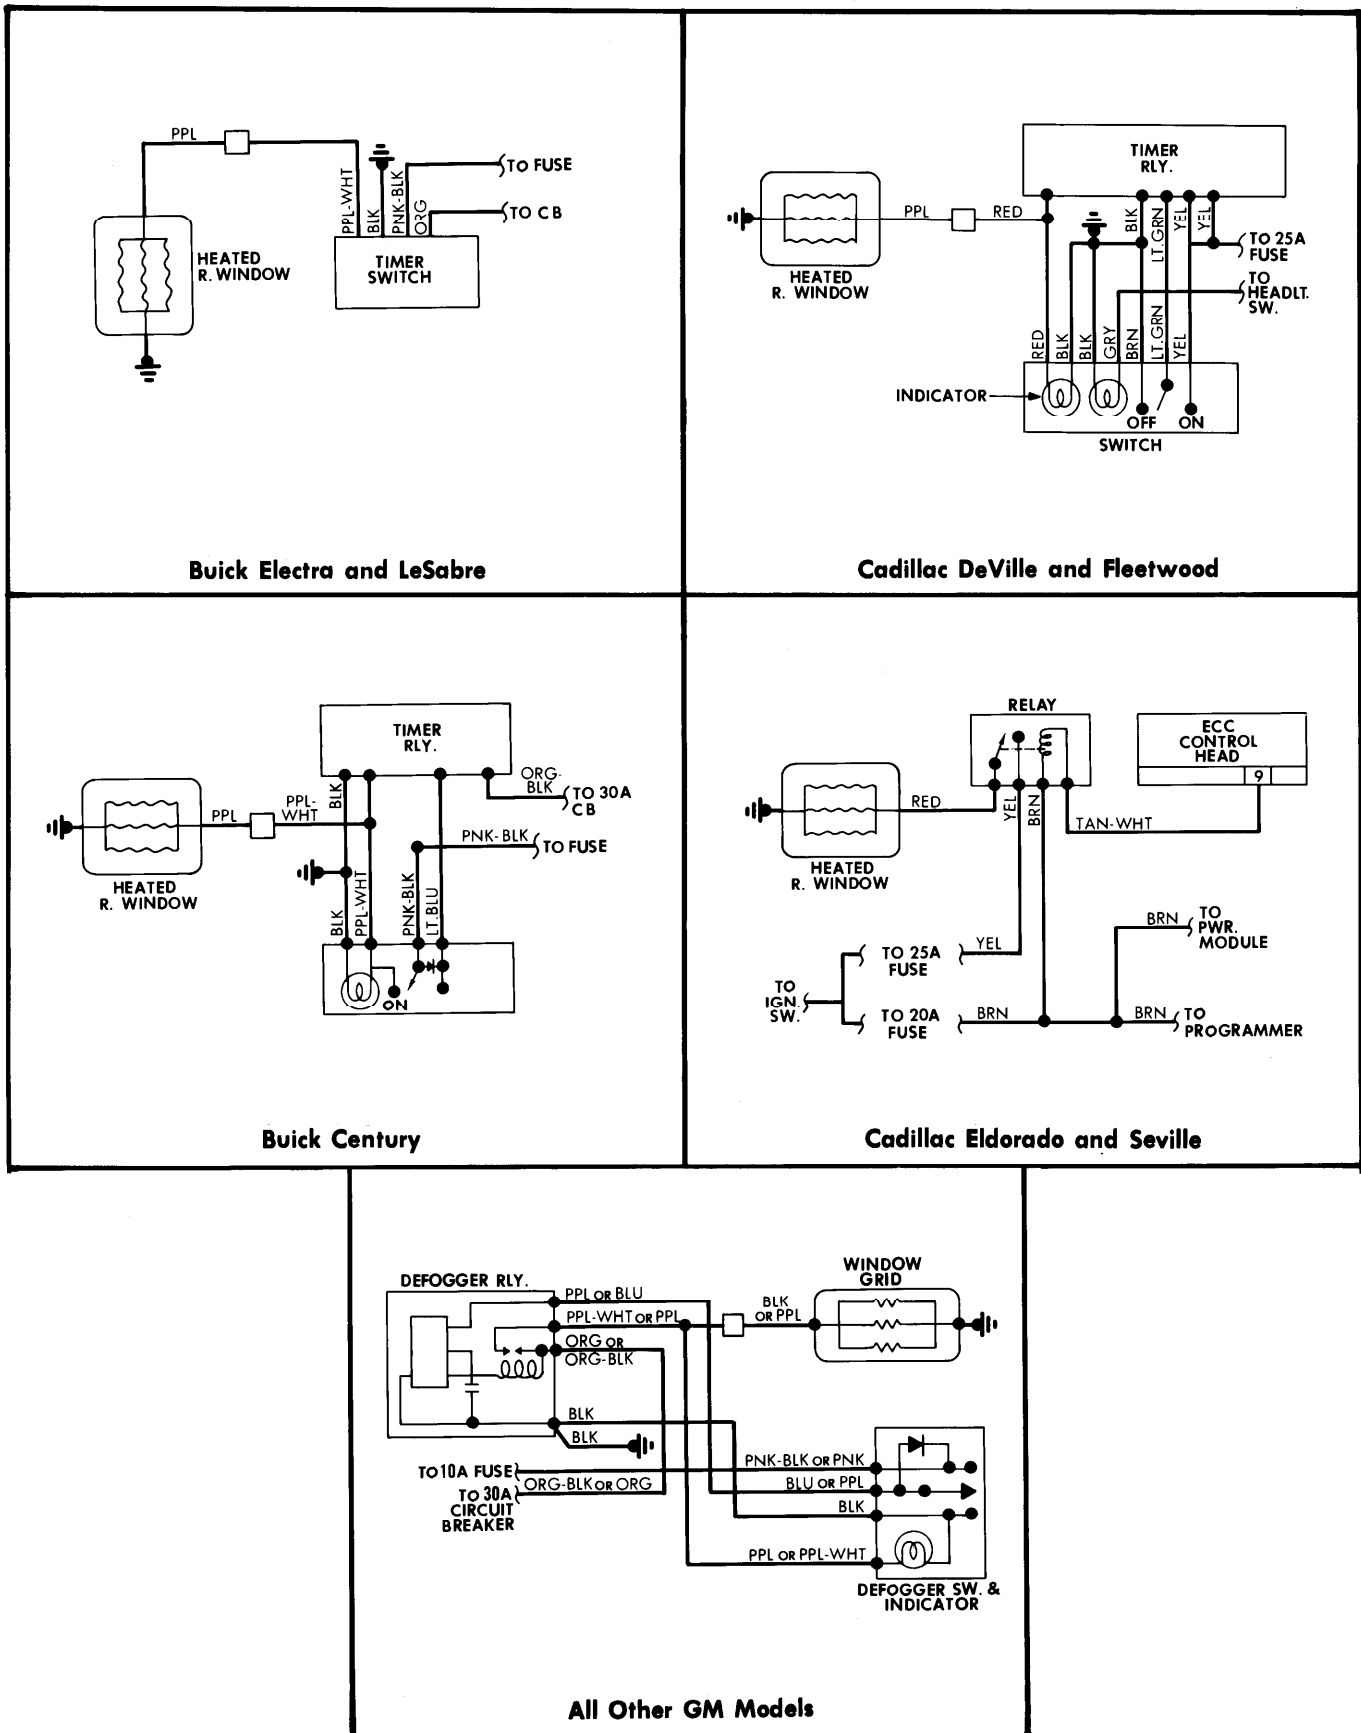 PPL
PPL-WHT
BLK
PNK-BLK
ORG
TO FUSE
TO CB
HEATED
R. WINDOW
TIMER
SWITCH
Buick Electra and LeSabre
TIMER
RLY.
HEATED
R. WINDOW
PPL
RED
BLK
LT.GRN
YEL
YEL
TO 25A
FUSE
TO
HEADLT.
SW.
RED
BLK
BLK
GRY
BRN
LT.GRN
YEL
INDICATOR
OFF
ON
SWITCH
Cadillac DeVille and Fleetwood
TIMER
RLY.
BLK
ORG-
BLK
TO 30A
CB
PPL
PPL-
WHT
PNK-BLK
TO FUSE
HEATED
R. WINDOW
BLK
PPL-WHT
PNK-BLK
LT.BLU
ON
Buick Century
RELAY
ECC
CONTROL
HEAD
9
RED
YEL
BRN
TAN-WHT
HEATED
R. WINDOW
BRN
TO
PWR.
MODULE
TO 25A
FUSE
YEL
TO
IGN.
SW.
TO 20A
FUSE
BRN
BRN
TO
PROGRAMMER
Cadillac Eldorado and Seville
DEFOGGER RLY.
PPL OR BLU
PPL-WHT OR PPL
ORG OR
ORG-BLK
BLK
OR PPL
WINDOW
GRID
BLK
BLK
TO 10A FUSE
ORG-BLK OR ORG
TO 30A
CIRCUIT
BREAKER
PNK-BLK OR PNK
BLU OR PPL
BLK
PPL OR PPL-WHT
DEFOGGER SW. &
INDICATOR
All Other GM Models